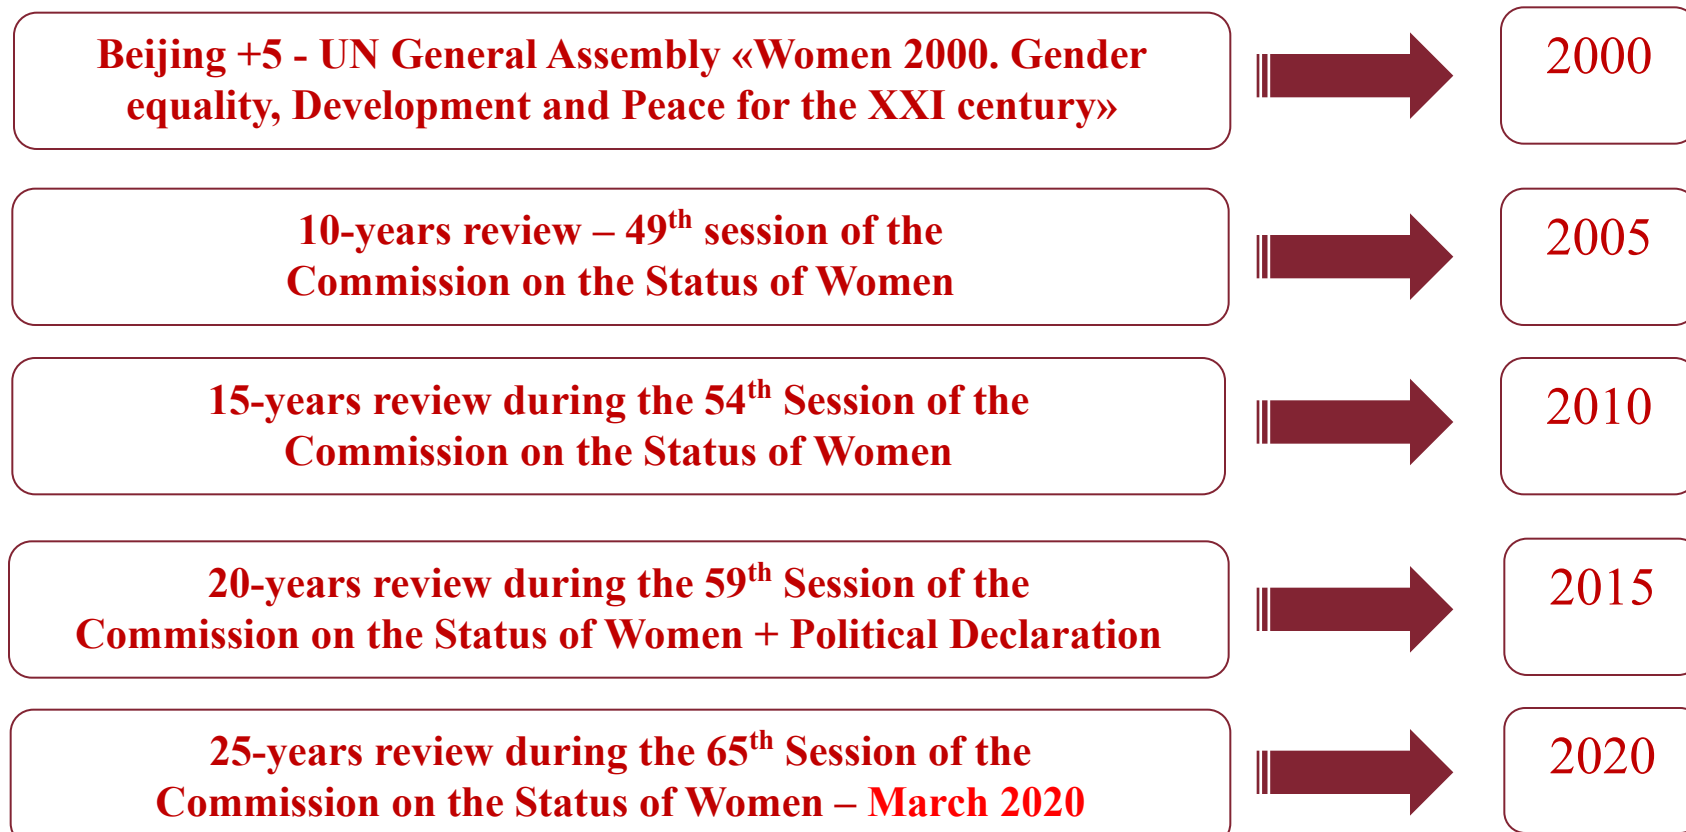 Beijing +5 - UN General Assembly «Women 2000. Gender
equality, Development and Peace for the XXI century»
2000
10-years review – 49th session of the
Commission on the Status of Women
2005
15-years review during the 54th Session of the
Commission on the Status of Women
2010
20-years review during the 59th Session of the
Commission on the Status of Women + Political Declaration
2015
25-years review during the 65th Session of the
Commission on the Status of Women – March 2020
2020